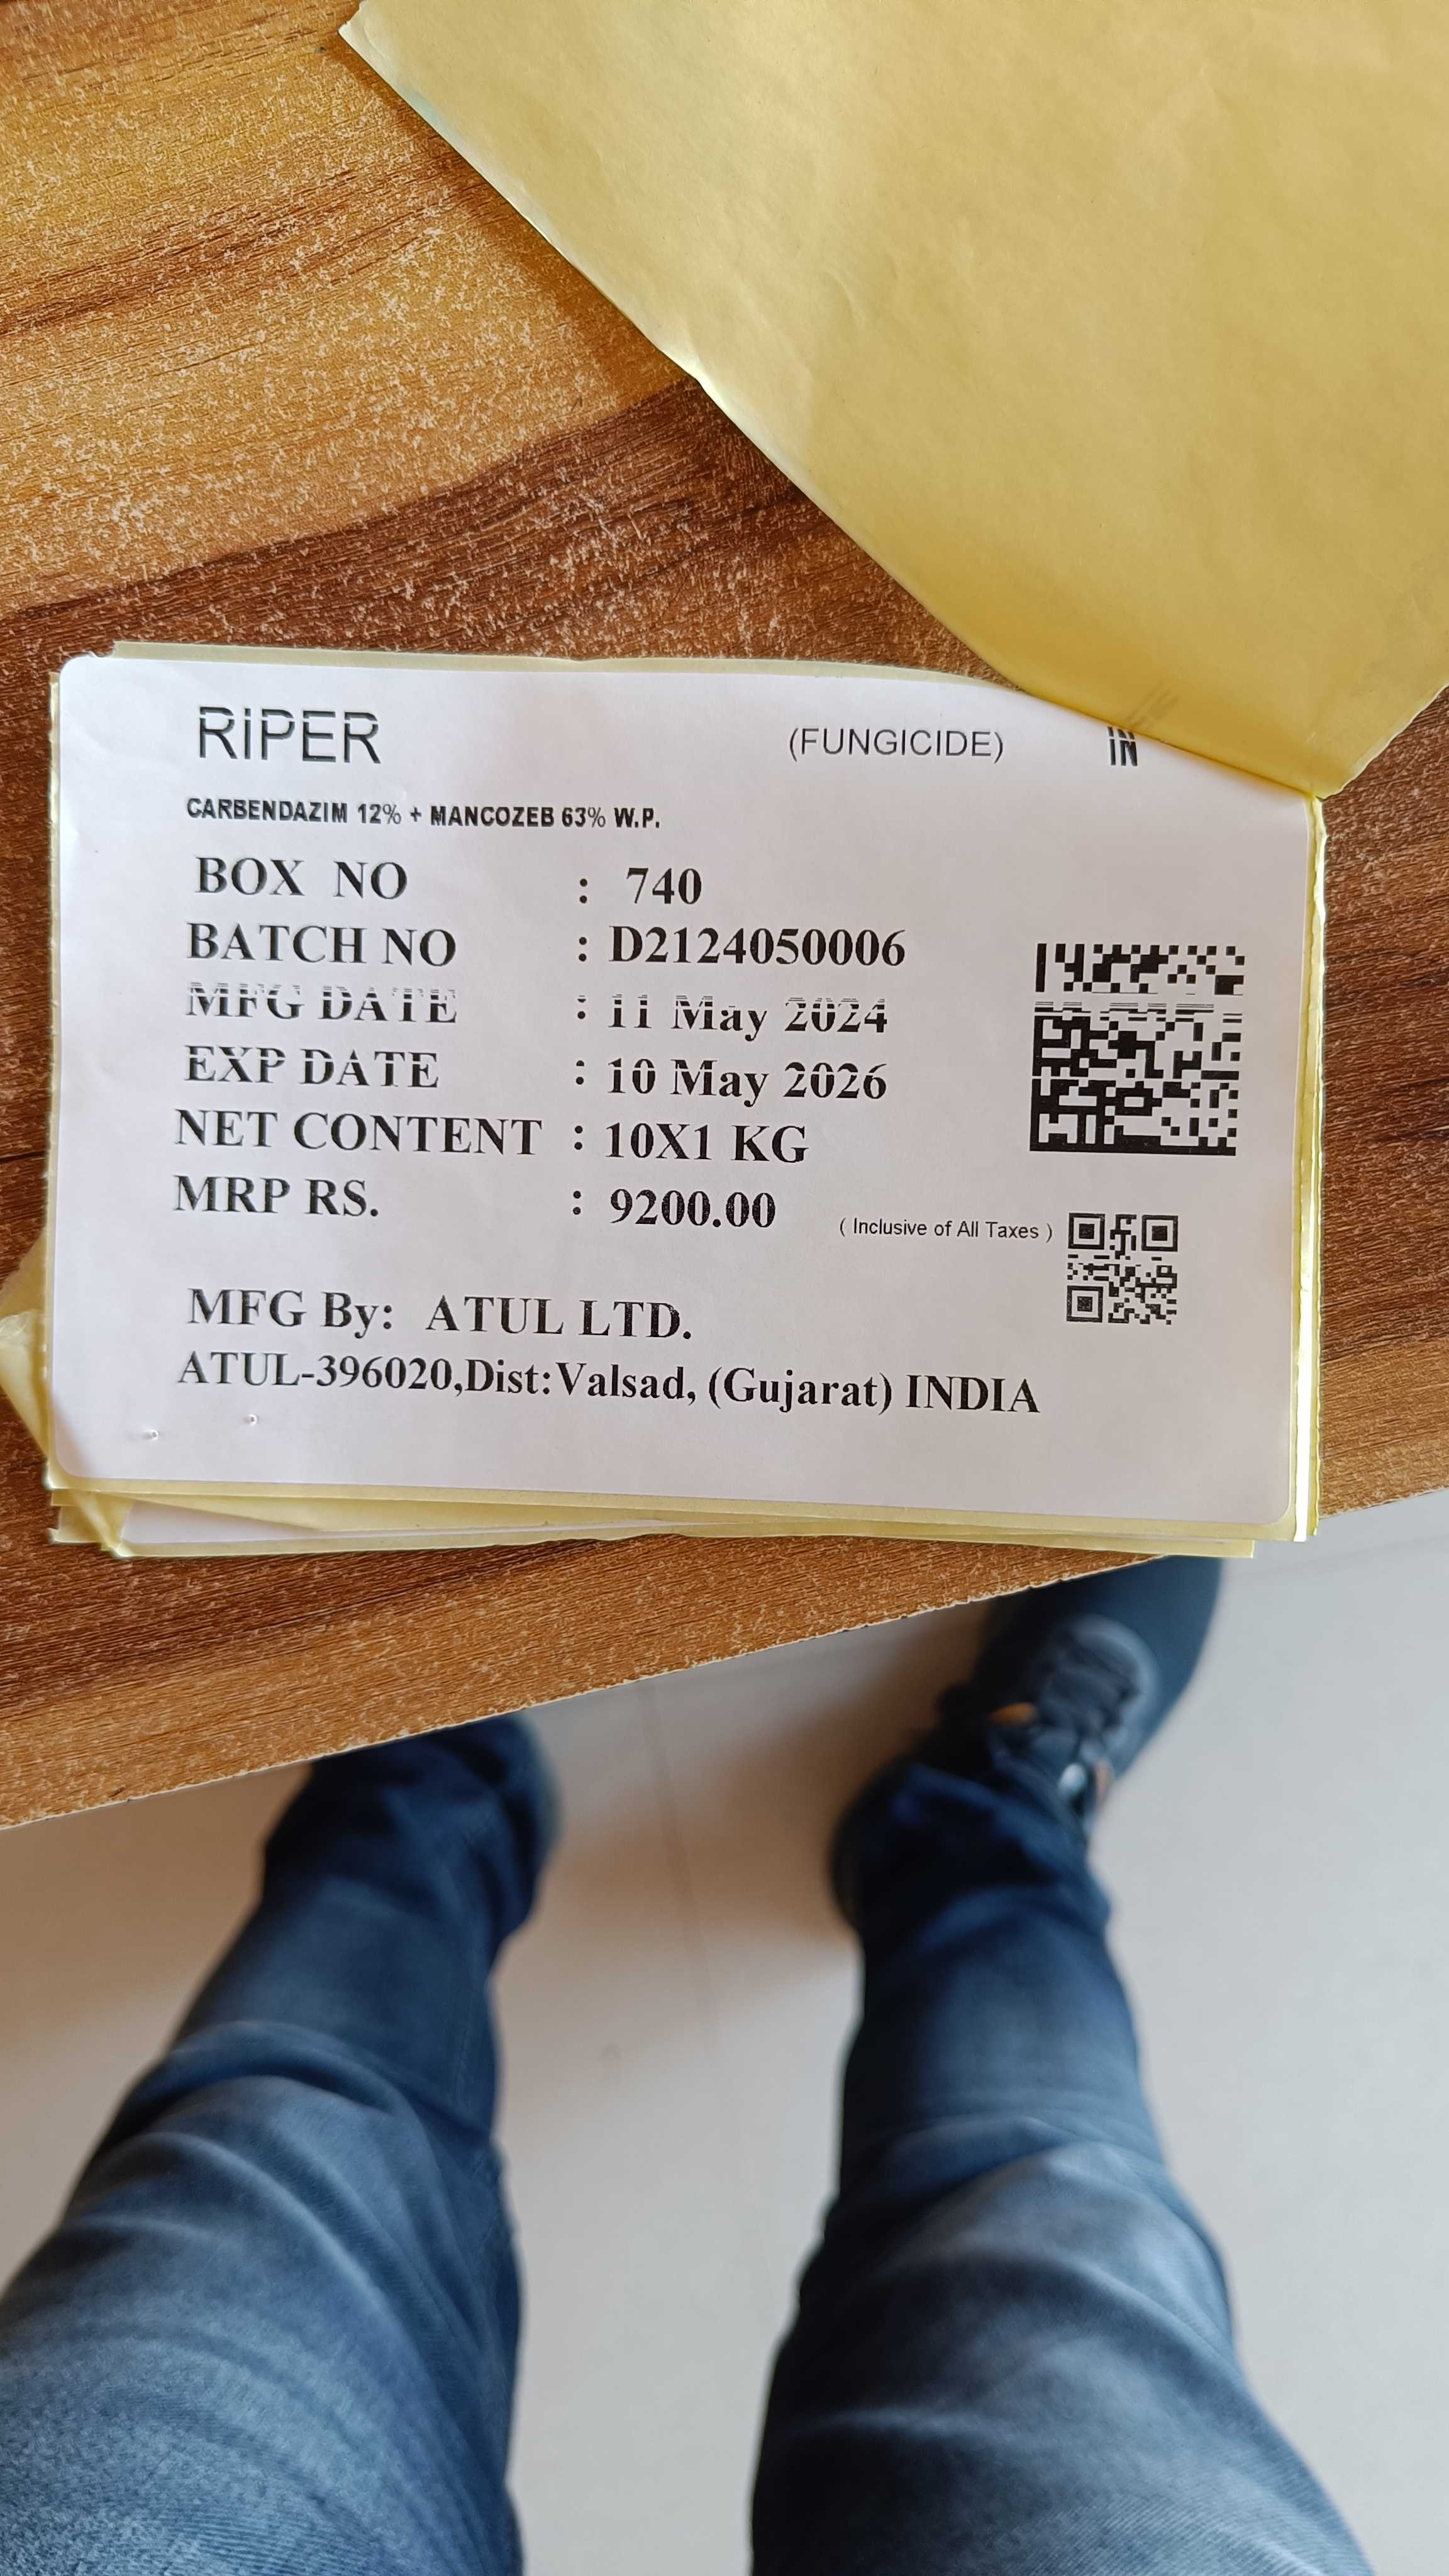 RiPER (FUNGICIDE) IN
CARBENDAZIM 12% + MANCOZEB 63% W.P.
BOX NO : 740
BATCH NO : D2124050006
MFG DATE : 11 May 2024
EXP DATE : 10 May 2026
NET CONTENT : 10X1 KG
MRP RS. : 9200.00 ( Inclusive of All Taxes )
MFG By: ATUL LTD.
ATUL-396020,Dist:Valsad, (Gujarat) INDIA